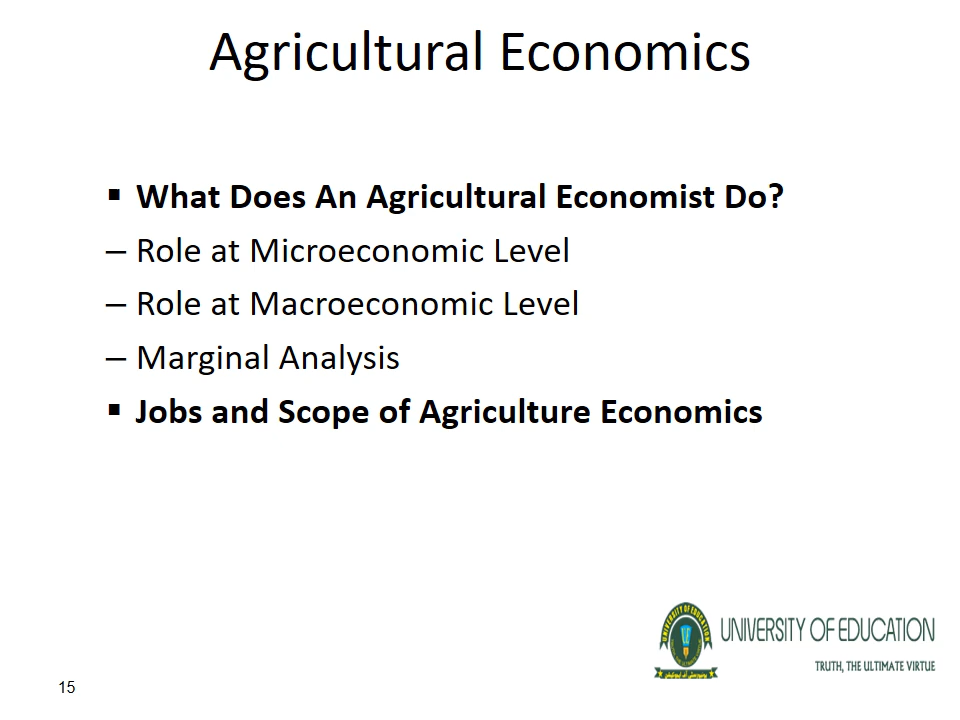 Agricultural Economics
▪ What Does An Agricultural Economist Do?
– Role at Microeconomic Level
– Role at Macroeconomic Level
– Marginal Analysis
▪ Jobs and Scope of Agriculture Economics
UNIVERSITY OF EDUCATION
TRUTH, THE ULTIMATE VIRTUE
15